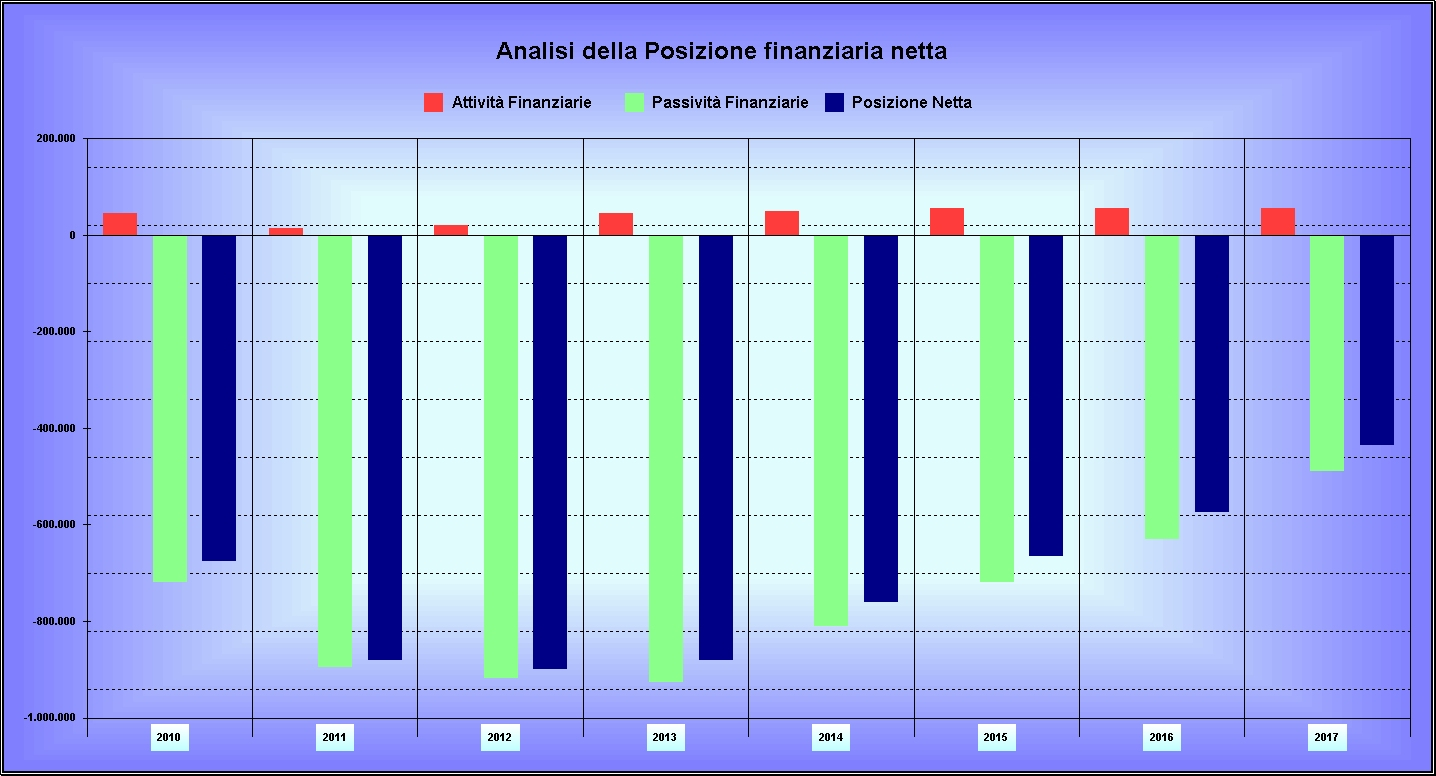 Analisi della Posizione finanziaria netta
Attività Finanziarie Passività Finanziarie Posizione Netta
200.000
0
-200.000
-400.000
-600.000
-800.000
-1.000.000
2010 2011 2012 2013 2014 2015 2016 2017